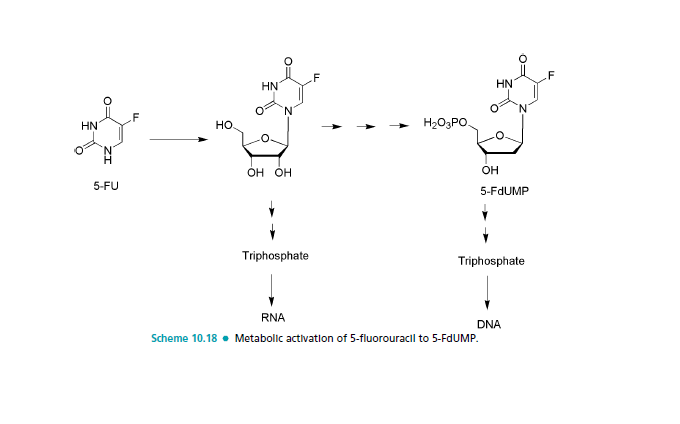 O
HN
F
O
N
H
5-FU
O
HN
F
O
N
HO
O
OH OH
O
HN
F
O
N
H₂O₃PO
O
OH
5-FdUMP
Triphosphate
Triphosphate
RNA
DNA
Scheme 10.18 • Metabolic activation of 5-fluorouracil to 5-FdUMP.